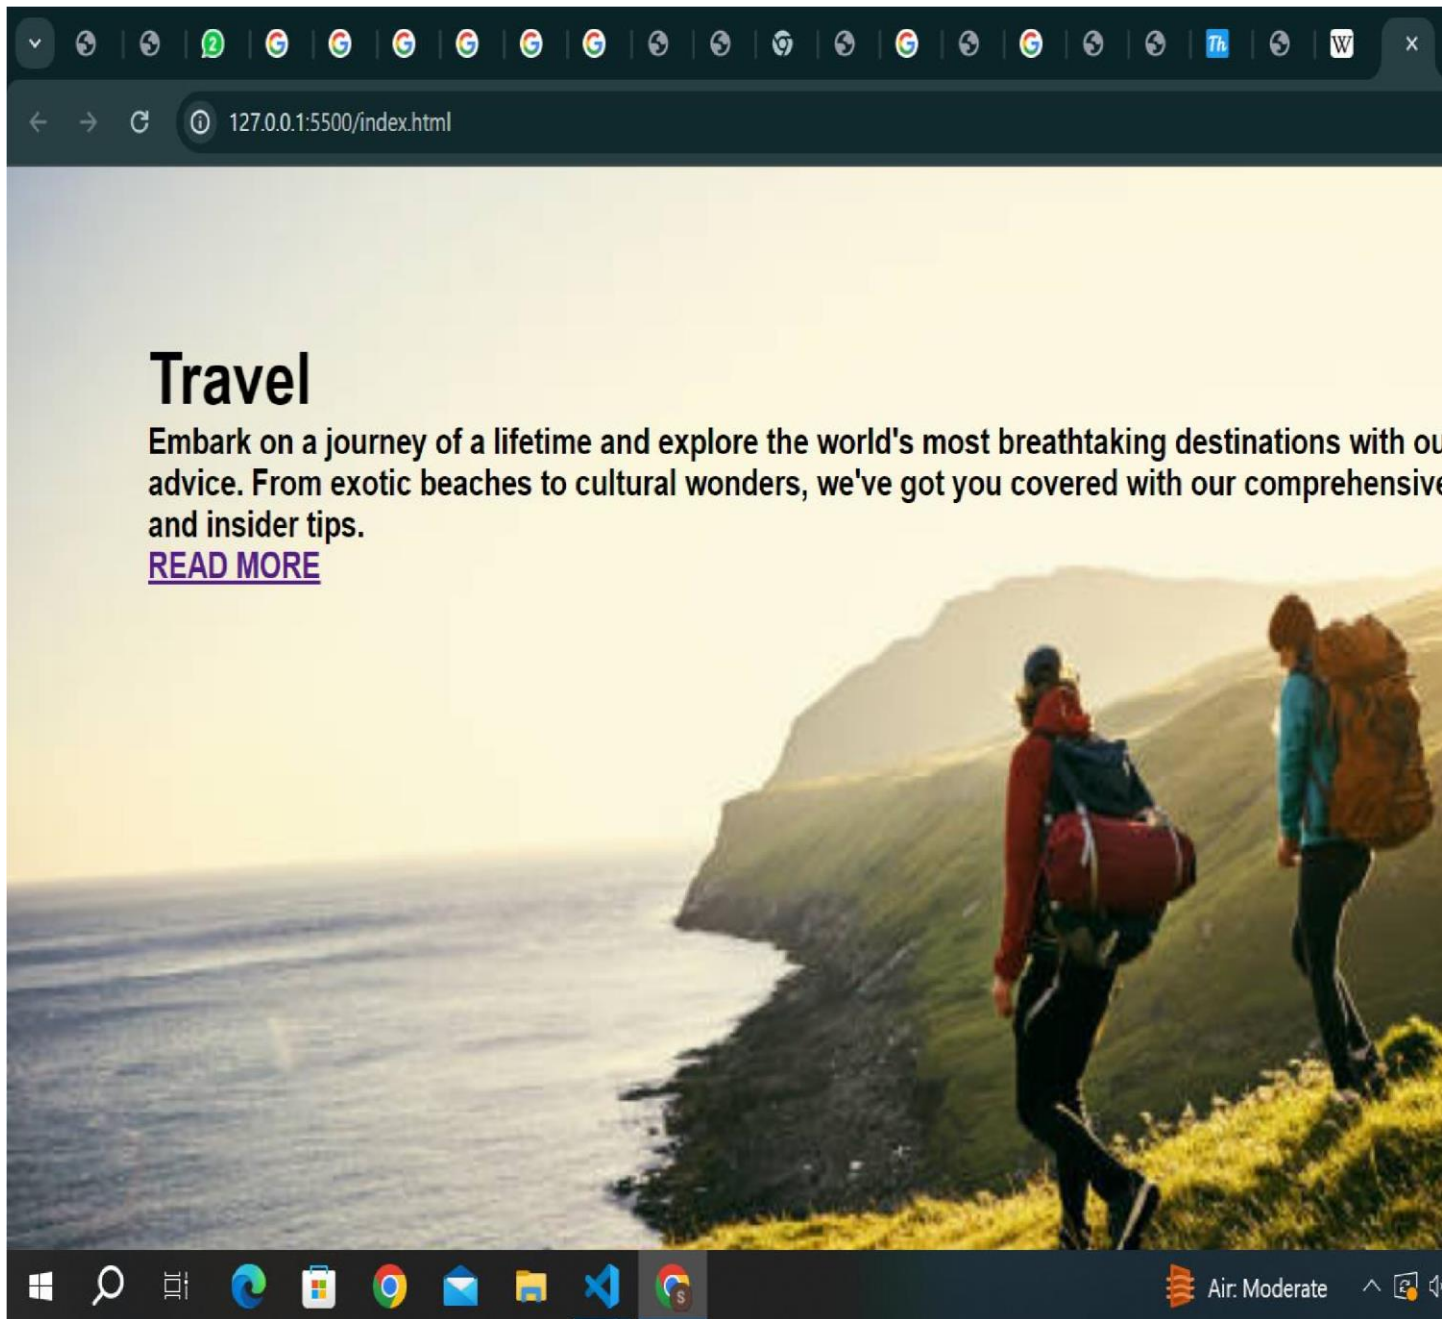 2
Th
W
127.0.0.1:5500/index.html
Travel
Embark on a journey of a lifetime and explore the world's most breathtaking destinations with
advice. From exotic beaches to cultural wonders, we've got you covered with our comprehensive
and insider tips.
READ MORE
S
Air: Moderate